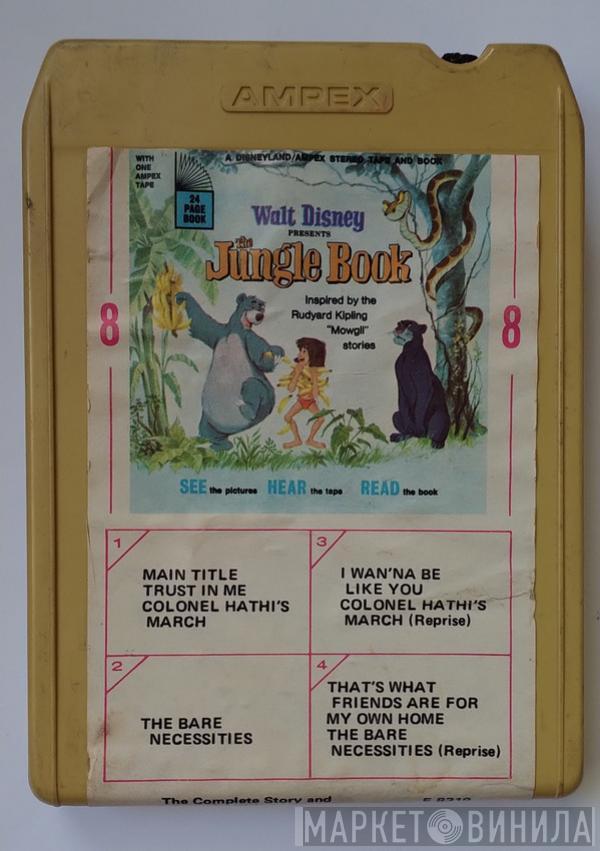 AMPEX
WITH
ONE
AMPEX
TAPE
24
PAGE
BOOK
A DISNEYLAND/AMPEX STEREO TAPE AND BOOK
Walt Disney
PRESENTS
The
Jungle Book
Inspired by the
Rudyard Kipling
"Mowgli"
stories
8
8
SEE the pictures HEAR the tape READ the book
1
MAIN TITLE
TRUST IN ME
COLONEL HATHI'S
MARCH
3
I WAN'NA BE
LIKE YOU
COLONEL HATHI'S
MARCH (Reprise)
2
THE BARE
NECESSITIES
4
THAT'S WHAT
FRIENDS ARE FOR
MY OWN HOME
THE BARE
NECESSITIES (Reprise)
The Complete Story and
МАРКЕТ ВИНИЛА